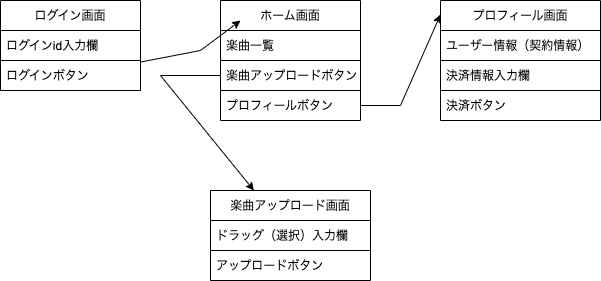 ログイン画面
ログインid入力欄
ログインボタン
ホーム画面
楽曲一覧
楽曲アップロードボタン
プロフィールボタン
プロフィール画面
ユーザー情報（契約情報）
決済情報入力欄
決済ボタン
楽曲アップロード画面
ドラッグ（選択）入力欄
アップロードボタン